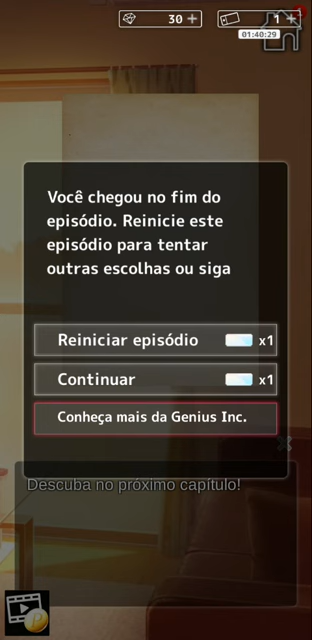 30 +
1 +
01:40:29
Você chegou no fim do
episódio. Reinicie este
episódio para tentar
outras escolhas ou siga
Reiniciar episódio x1
Continuar x1
Conheça mais da Genius Inc.
Descuba no próximo capítulo!
P